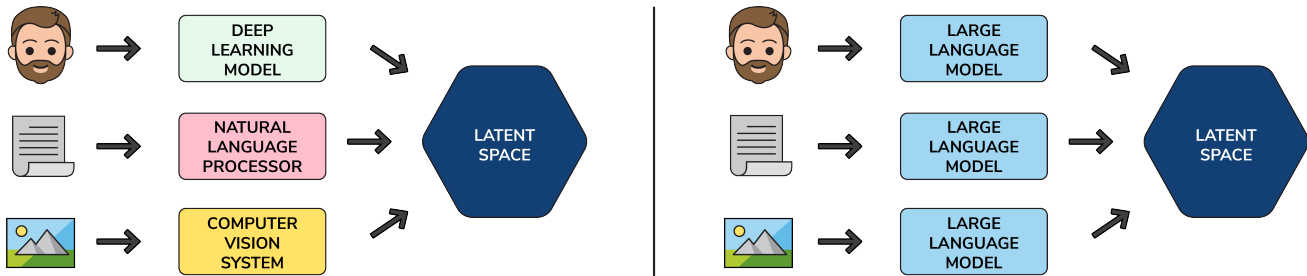 DEEP
LEARNING
MODEL
NATURAL
LANGUAGE
PROCESSOR
COMPUTER
VISION
SYSTEM
LATENT
SPACE
LARGE
LANGUAGE
MODEL
LARGE
LANGUAGE
MODEL
LARGE
LANGUAGE
MODEL
LATENT
SPACE